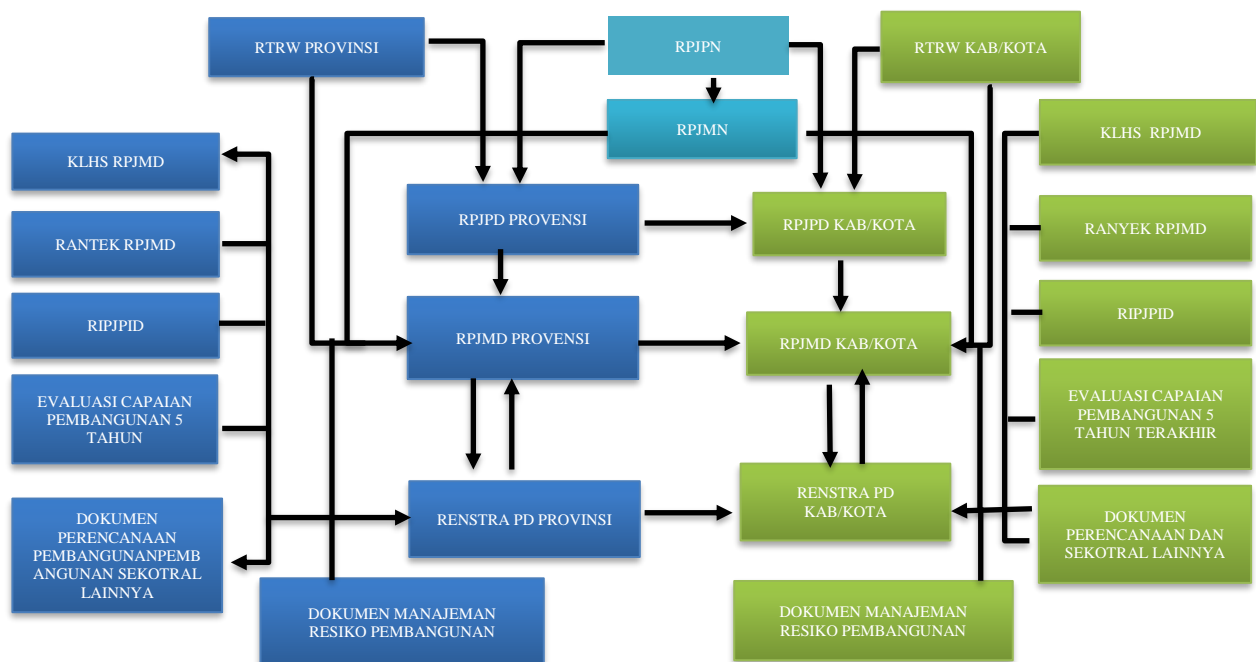 RTRW PROVINSI
RPJPN
RTRW KAB/KOTA
RPJMN
KLHS RPJMD
KLHS RPJMD
RPJPD PROVENSI
RPJPD KAB/KOTA
RANTEK RPJMD
RANYEK RPJMD
RIPJPID
RIPJPID
RPJMD PROVENSI
RPJMD KAB/KOTA
EVALUASI CAPAIAN
PEMBANGUNAN 5
TAHUN
EVALUASI CAPAIAN
PEMBANGUNAN 5
TAHUN TERAKHIR
RENSTRA PD PROVINSI
RENSTRA PD
KAB/KOTA
DOKUMEN
PERENCANAAN
PEMBANGUNANPEMB
ANGUNAN SEKOTRAL
LAINNYA
DOKUMEN
PERENCANAAN DAN
SEKOTRAL LAINNYA
DOKUMEN MANAJEMAN
RESIKO PEMBANGUNAN
DOKUMEN MANAJEMAN
RESIKO PEMBANGUNAN